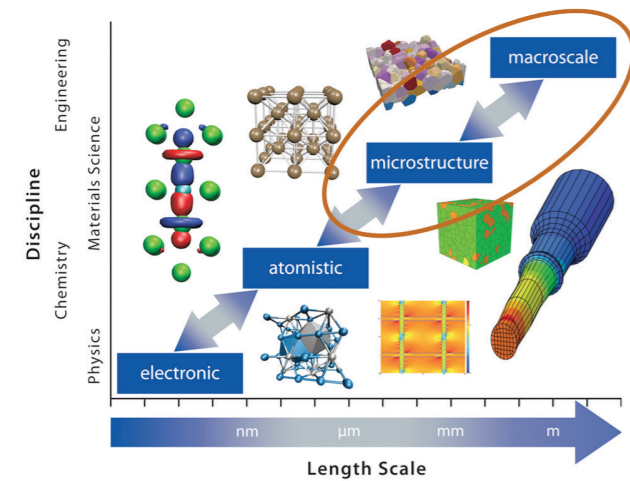 macroscale
microstructure
atomistic
electronic
Discipline
Engineering
Materials Science
Chemistry
Physics
nm
µm
mm
m
Length Scale